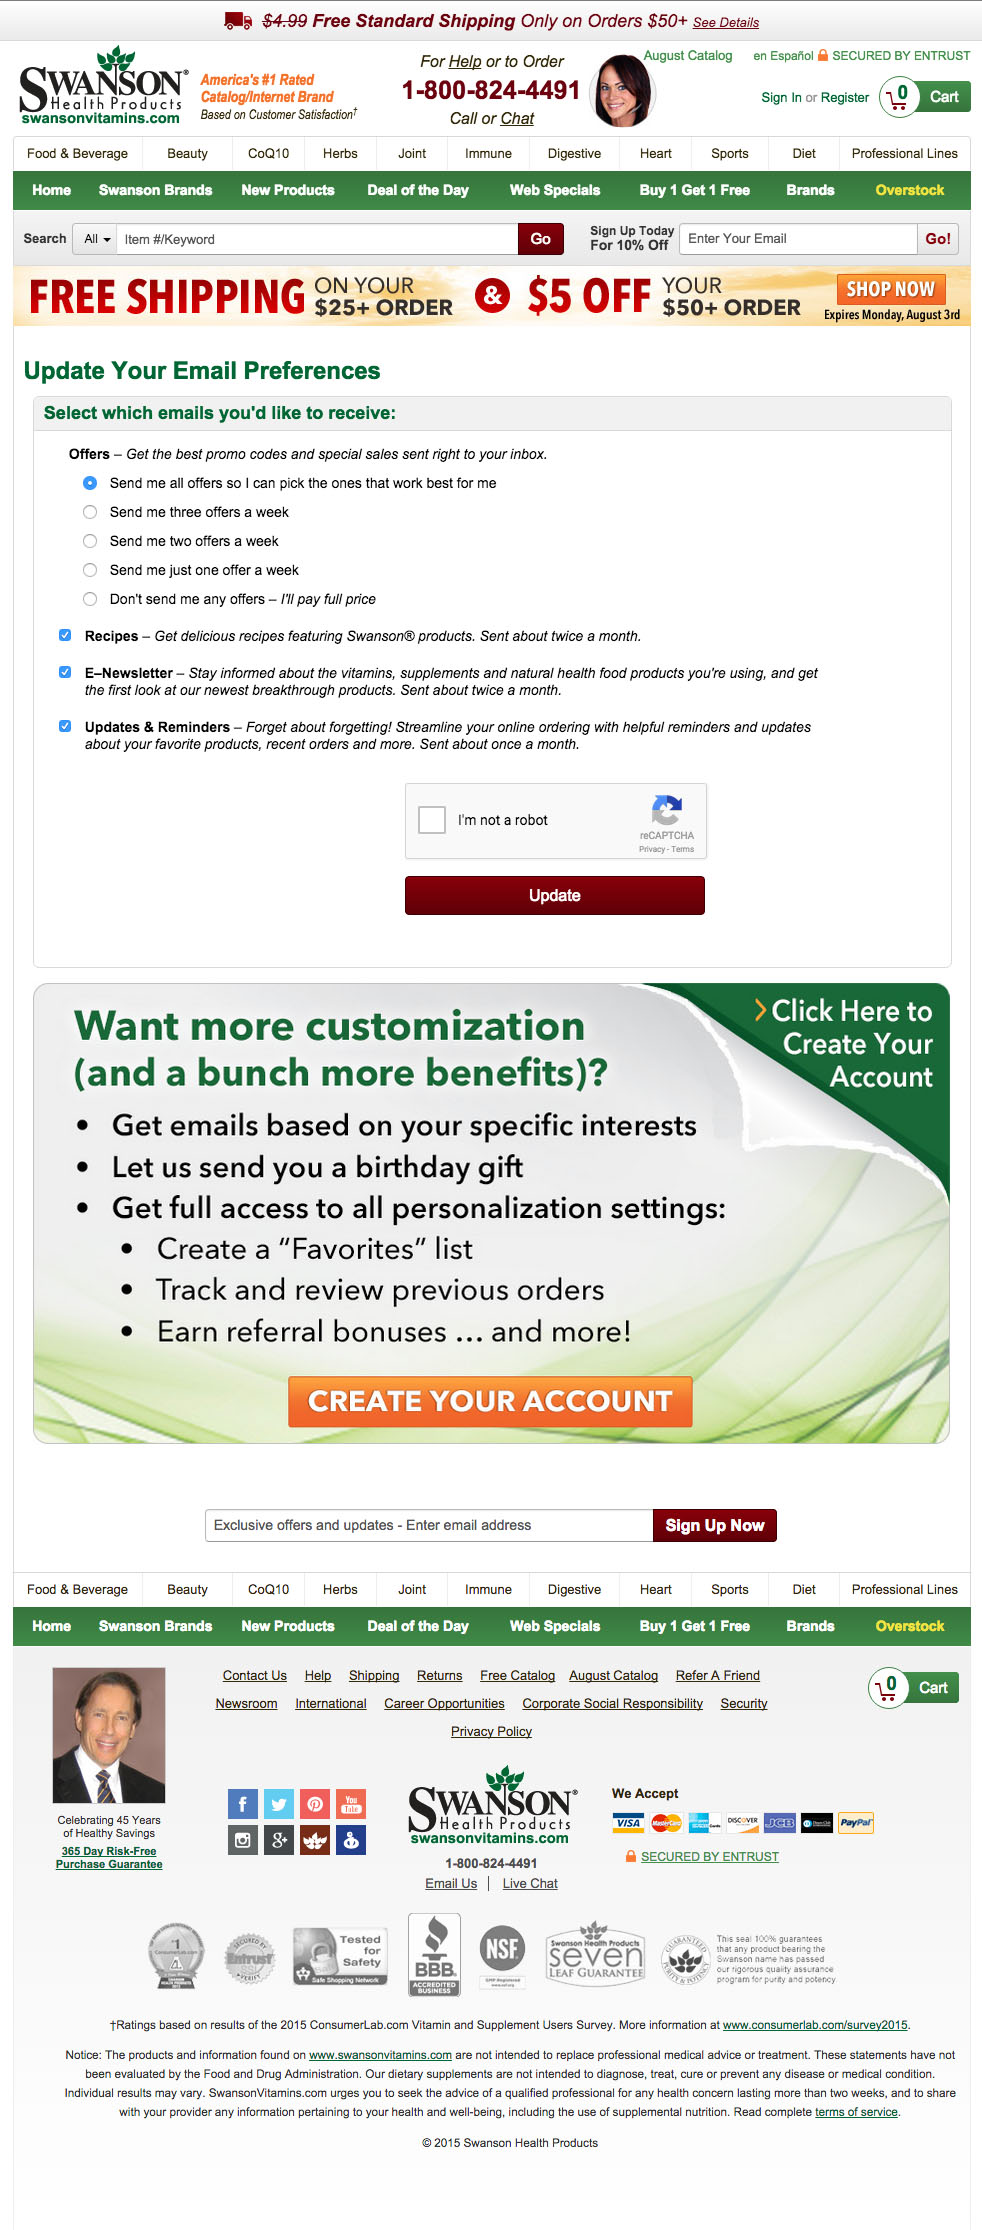 $4.99 Free Standard Shipping Only on Orders $50+ See Details
SWANSON®
Health Products
swansonvitamins.com
America's #1 Rated
Catalog/Internet Brand
Based on Customer Satisfaction†
For Help or to Order
1-800-824-4491
Call or Chat
August Catalog en Español SECURED BY ENTRUST
Sign In or Register 0 Cart
Food & Beverage Beauty CoQ10 Herbs Joint Immune Digestive Heart Sports Diet Professional Lines
Home Swanson Brands New Products Deal of the Day Web Specials Buy 1 Get 1 Free Brands Overstock
Search All Item #/Keyword Go
Sign Up Today
For 10% Off
Enter Your Email Go!
FREE SHIPPING ON YOUR $25+ ORDER & $5 OFF YOUR $50+ ORDER
SHOP NOW
Expires Monday, August 3rd
Update Your Email Preferences
Select which emails you'd like to receive:
Offers – Get the best promo codes and special sales sent right to your inbox.
Send me all offers so I can pick the ones that work best for me
Send me three offers a week
Send me two offers a week
Send me just one offer a week
Don't send me any offers – I'll pay full price
Recipes – Get delicious recipes featuring Swanson® products. Sent about twice a month.
E–Newsletter – Stay informed about the vitamins, supplements and natural health food products you're using, and get
the first look at our newest breakthrough products. Sent about twice a month.
Updates & Reminders – Forget about forgetting! Streamline your online ordering with helpful reminders and updates
about your favorite products, recent orders and more. Sent about once a month.
I'm not a robot
reCAPTCHA
Privacy - Terms
Update
Want more customization
(and a bunch more benefits)?
> Click Here to
Create Your
Account
• Get emails based on your specific interests
• Let us send you a birthday gift
• Get full access to all personalization settings:
• Create a “Favorites” list
• Track and review previous orders
• Earn referral bonuses ... and more!
CREATE YOUR ACCOUNT
Exclusive offers and updates - Enter email address Sign Up Now
Food & Beverage Beauty CoQ10 Herbs Joint Immune Digestive Heart Sports Diet Professional Lines
Home Swanson Brands New Products Deal of the Day Web Specials Buy 1 Get 1 Free Brands Overstock
Contact Us Help Shipping Returns Free Catalog August Catalog Refer A Friend
Newsroom International Career Opportunities Corporate Social Responsibility Security
Privacy Policy
0 Cart
Celebrating 45 Years
of Healthy Savings
365 Day Risk-Free
Purchase Guarantee
You Tube
SWANSON®
Health Products
swansonvitamins.com
1-800-824-4491
Email Us | Live Chat
We Accept
VISA MasterCard DISCOVER JCB PayPal
SECURED BY ENTRUST
#1
ConsumerLab.com
SECURED BY
Entrust
VERIFY
Tested
for
Safety
Safe Shopping Network
BBB.
ACCREDITED
BUSINESS
NSF
GMP Registered
Swanson Health Products
seven
LEAF GUARANTEE
GUARANTEED
PURITY & POTENCY
This seal 100% guarantees
that any product bearing the
Swanson name has passed
our rigorous quality assurance
program for purity and potency
†Ratings based on results of the 2015 ConsumerLab.com Vitamin and Supplement Users Survey. More information at www.consumerlab.com/survey2015.
Notice: The products and information found on www.swansonvitamins.com are not intended to replace professional medical advice or treatment. These statements have not
been evaluated by the Food and Drug Administration. Our dietary supplements are not intended to diagnose, treat, cure or prevent any disease or medical condition.
Individual results may vary. SwansonVitamins.com urges you to seek the advice of a qualified professional for any health concern lasting more than two weeks, and to share
with your provider any information pertaining to your health and well-being, including the use of supplemental nutrition. Read complete terms of service.
© 2015 Swanson Health Products